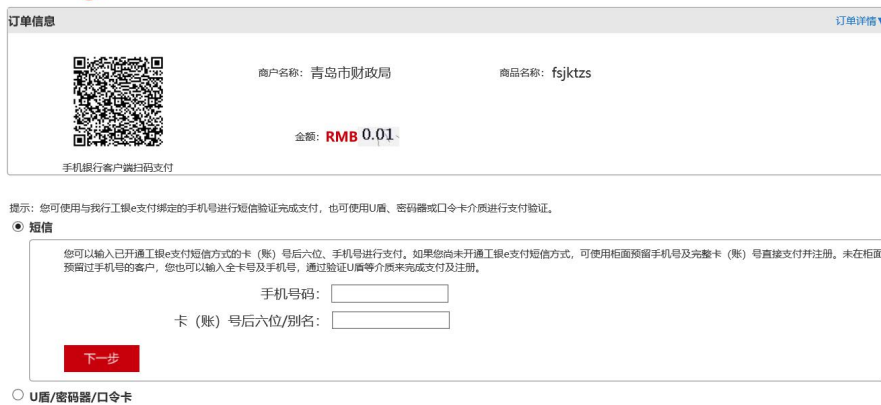 订单信息 订单详情▼
商户名称：青岛市财政局 商品名称：fsjktzs
金额：RMB 0.01
手机银行客户端扫码支付
提示：您可使用与我行工银e支付绑定的手机号进行短信验证完成支付，也可使用U盾、密码器或口令卡介质进行支付验证。
短信
您可以输入已开通工银e支付短信方式的卡（账）号后六位、手机号进行支付。如果您尚未开通工银e支付短信方式，可使用柜面预留手机号及完整卡（账）号直接支付并注册。未在柜面
预留过手机号的客户，您也可以输入全卡号及手机号，通过验证U盾等介质来完成支付及注册。
手机号码：
卡（账）号后六位/别名：
下一步
U盾/密码器/口令卡